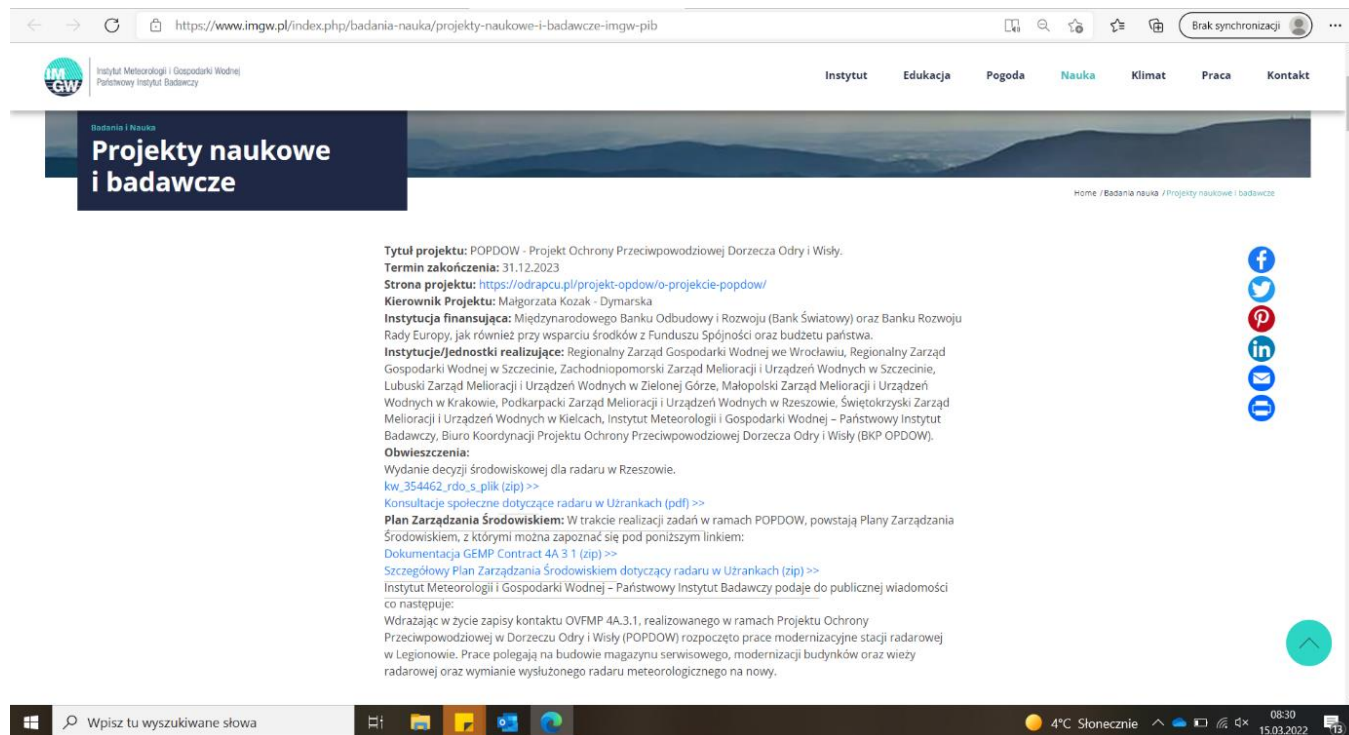 https://www.imgw.pl/index.php/badania-nauka/projekty-naukowe-i-badawcze-imgw-pib
Brak synchronizacji
IMGW
Instytut Meteorologii i Gospodarki Wodnej
Państwowy Instytut Badawczy
Instytut Edukacja Pogoda Nauka Klimat Praca Kontakt
Badania i Nauka
Projekty naukowe
i badawcze
Home / Badania nauka / Projekty naukowe i badawcze
Tytuł projektu: POPDOW - Projekt Ochrony Przeciwpowodziowej Dorzecza Odry i Wisły.
Termin zakończenia: 31.12.2023
Strona projektu: https://odrapcu.pl/projekt-opdow/o-projekcie-popdow/
Kierownik Projektu: Małgorzata Kozak - Dymarska
Instytucja finansująca: Międzynarodowego Banku Odbudowy i Rozwoju (Bank Światowy) oraz Banku Rozwoju
Rady Europy, jak również przy wsparciu środków z Funduszu Spójności oraz budżetu państwa.
Instytucje/Jednostki realizujące: Regionalny Zarząd Gospodarki Wodnej we Wrocławiu, Regionalny Zarząd
Gospodarki Wodnej w Szczecinie, Zachodniopomorski Zarząd Melioracji i Urządzeń Wodnych w Szczecinie,
Lubuski Zarząd Melioracji i Urządzeń Wodnych w Zielonej Górze, Małopolski Zarząd Melioracji i Urządzeń
Wodnych w Krakowie, Podkarpacki Zarząd Melioracji i Urządzeń Wodnych w Rzeszowie, Świętokrzyski Zarząd
Melioracji i Urządzeń Wodnych w Kielcach, Instytut Meteorologii i Gospodarki Wodnej – Państwowy Instytut
Badawczy, Biuro Koordynacji Projektu Ochrony Przeciwpowodziowej Dorzecza Odry i Wisły (BKP OPDOW).
Obwieszczenia:
Wydanie decyzji środowiskowej dla radaru w Rzeszowie.
kw_354462_rdo_s_plik (zip) >>
Konsultacje społeczne dotyczące radaru w Użrankach (pdf) >>
Plan Zarządzania Środowiskiem: W trakcie realizacji zadań w ramach POPDOW, powstają Plany Zarządzania
Środowiskiem, z którymi można zapoznać się pod poniższym linkiem:
Dokumentacja GEMP Contract 4A 3 1 (zip) >>
Szczegółowy Plan Zarządzania Środowiskiem dotyczący radaru w Użrankach (zip) >>
Instytut Meteorologii i Gospodarki Wodnej – Państwowy Instytut Badawczy podaje do publicznej wiadomości
co następuje:
Wdrażając w życie zapisy kontaktu OVFMP 4A.3.1, realizowanego w ramach Projektu Ochrony
Przeciwpowodziowej w Dorzeczu Odry i Wisły (POPDOW) rozpoczęto prace modernizacyjne stacji radarowej
w Legionowie. Prace polegają na budowie magazynu serwisowego, modernizacji budynków oraz wieży
radarowej oraz wymianie wysłużonego radaru meteorologicznego na nowy.
Wpisz tu wyszukiwane słowa
4°C Słonecznie
08:30
15.03.2022
13